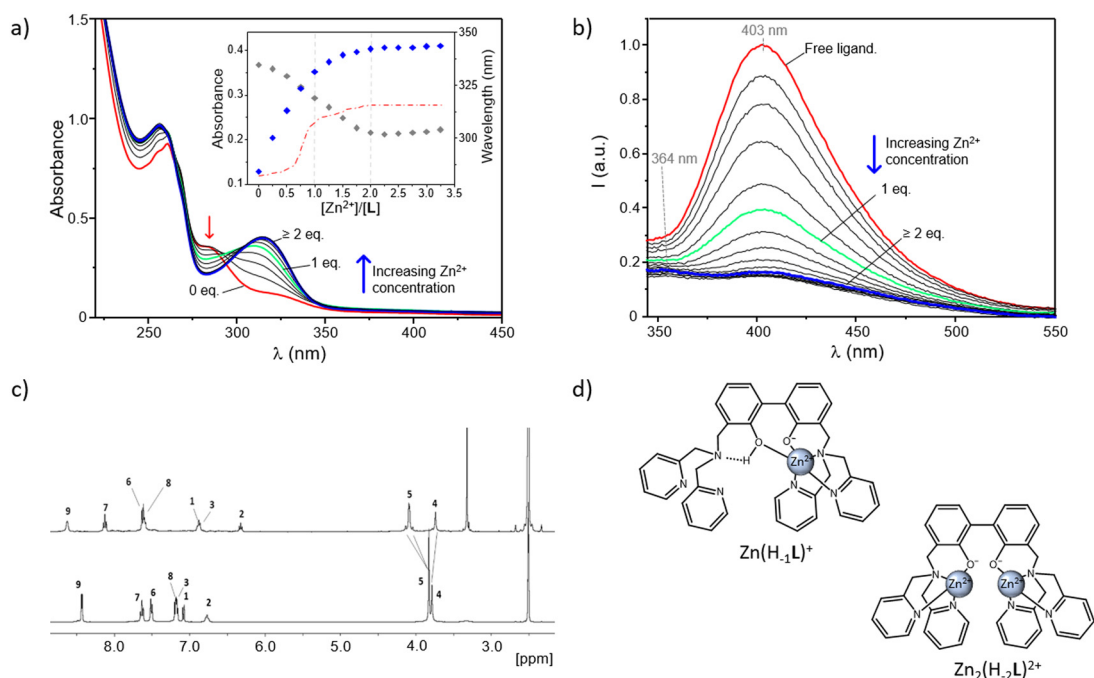 a)
1.5
1.0
0.5
0
Absorbance
250
300
350
400
450
λ (nm)
0.4
0.3
0.2
0.1
Absorbance
350
325
300
Wavelength (nm)
0.0
0.5
1.0
1.5
2.0
2.5
3.0
3.5
[Zn²⁺]/[L]
≥ 2 eq.
1 eq.
0 eq.
Increasing Zn²⁺
concentration
b)
403 nm
Free ligand.
364 nm
Increasing Zn²⁺
concentration
1 eq.
≥ 2 eq.
1.0
0.8
0.6
0.4
0.2
0
I (a.u.)
350
400
450
500
550
λ (nm)
c)
9
7
6
8
1
3
2
5
4
9
7
6
8
3
1
2
5
4
8.0
7.0
6.0
5.0
4.0
3.0
[ppm]
d)
N
H
O
O⁻
Zn²⁺
N
N
N
N
N
Zn(H₋₁L)⁺
O⁻
O⁻
N
Zn²⁺
Zn²⁺
N
N
N
N
N
Zn₂(H₋₂L)²⁺